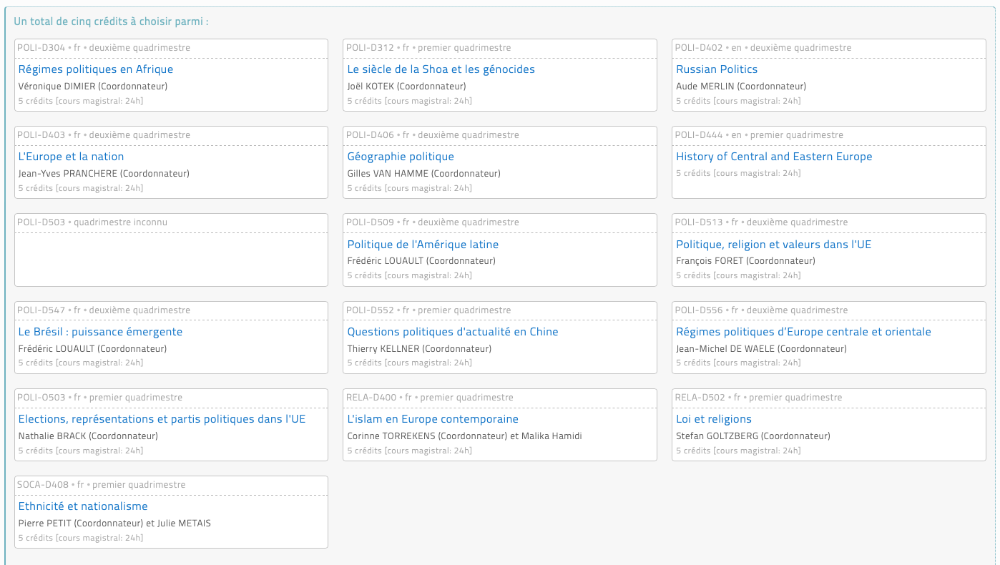 Un total de cinq crédits à choisir parmi :
POLI-D304 • fr • deuxième quadrimestre
Régimes politiques en Afrique
Véronique DIMIER (Coordonnateur)
5 crédits [cours magistral: 24h]
POLI-D312 • fr • premier quadrimestre
Le siècle de la Shoa et les génocides
Joël KOTEK (Coordonnateur)
5 crédits [cours magistral: 24h]
POLI-D402 • en • deuxième quadrimestre
Russian Politics
Aude MERLIN (Coordonnateur)
5 crédits [cours magistral: 24h]
POLI-D403 • fr • deuxième quadrimestre
L'Europe et la nation
Jean-Yves PRANCHERE (Coordonnateur)
5 crédits [cours magistral: 24h]
POLI-D406 • fr • deuxième quadrimestre
Géographie politique
Gilles VAN HAMME (Coordonnateur)
5 crédits [cours magistral: 24h]
POLI-D444 • en • premier quadrimestre
History of Central and Eastern Europe
5 crédits [cours magistral: 24h]
POLI-D503 • quadrimestre inconnu
POLI-D509 • fr • deuxième quadrimestre
Politique de l'Amérique latine
Frédéric LOUAULT (Coordonnateur)
5 crédits [cours magistral: 24h]
POLI-D513 • fr • deuxième quadrimestre
Politique, religion et valeurs dans l'UE
François FORET (Coordonnateur)
5 crédits [cours magistral: 24h]
POLI-D547 • fr • deuxième quadrimestre
Le Brésil : puissance émergente
Frédéric LOUAULT (Coordonnateur)
5 crédits [cours magistral: 24h]
POLI-D552 • fr • premier quadrimestre
Questions politiques d'actualité en Chine
Thierry KELLNER (Coordonnateur)
5 crédits [cours magistral: 24h]
POLI-D556 • fr • deuxième quadrimestre
Régimes politiques d’Europe centrale et orientale
Jean-Michel DE WAELE (Coordonnateur)
5 crédits [cours magistral: 24h]
POLI-O503 • fr • premier quadrimestre
Elections, représentations et partis politiques dans l'UE
Nathalie BRACK (Coordonnateur)
5 crédits [cours magistral: 24h]
RELA-D400 • fr • premier quadrimestre
L'islam en Europe contemporaine
Corinne TORREKENS (Coordonnateur) et Malika Hamidi
5 crédits [cours magistral: 24h]
RELA-D502 • fr • premier quadrimestre
Loi et religions
Stefan GOLTZBERG (Coordonnateur)
5 crédits [cours magistral: 24h]
SOCA-D408 • fr • premier quadrimestre
Ethnicité et nationalisme
Pierre PETIT (Coordonnateur) et Julie METAIS
5 crédits [cours magistral: 24h]